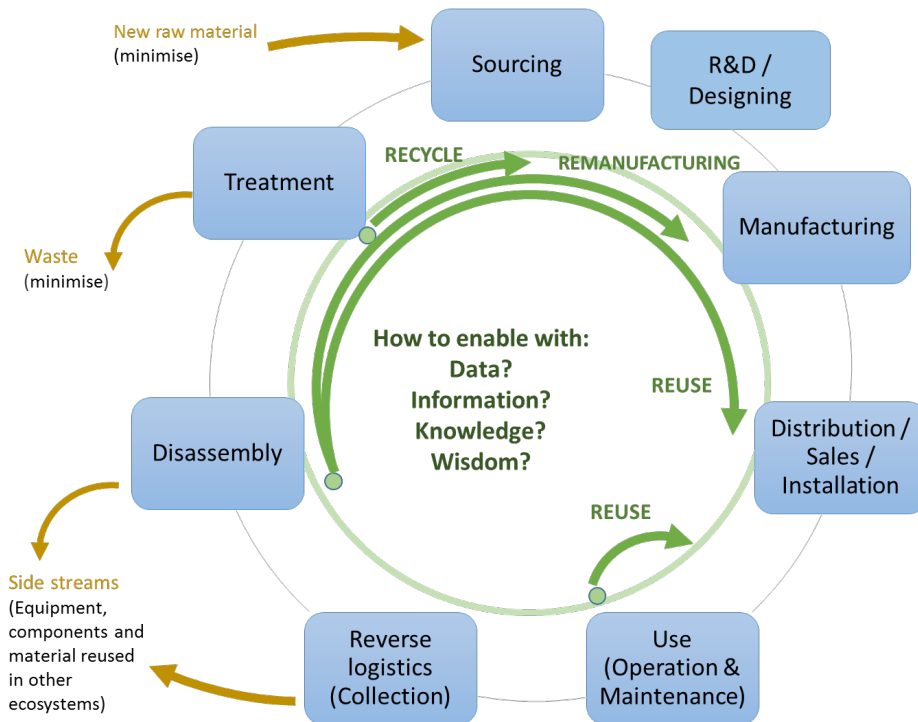 New raw material
(minimise)
Sourcing
R&D /
Designing
RECYCLE
REMANUFACTURING
Treatment
Manufacturing
Waste
(minimise)
How to enable with:
Data?
Information?
Knowledge?
Wisdom?
REUSE
Disassembly
Distribution /
Sales /
Installation
REUSE
Side streams
(Equipment,
components and
material reused
in other
ecosystems)
Reverse
logistics
(Collection)
Use
(Operation &
Maintenance)